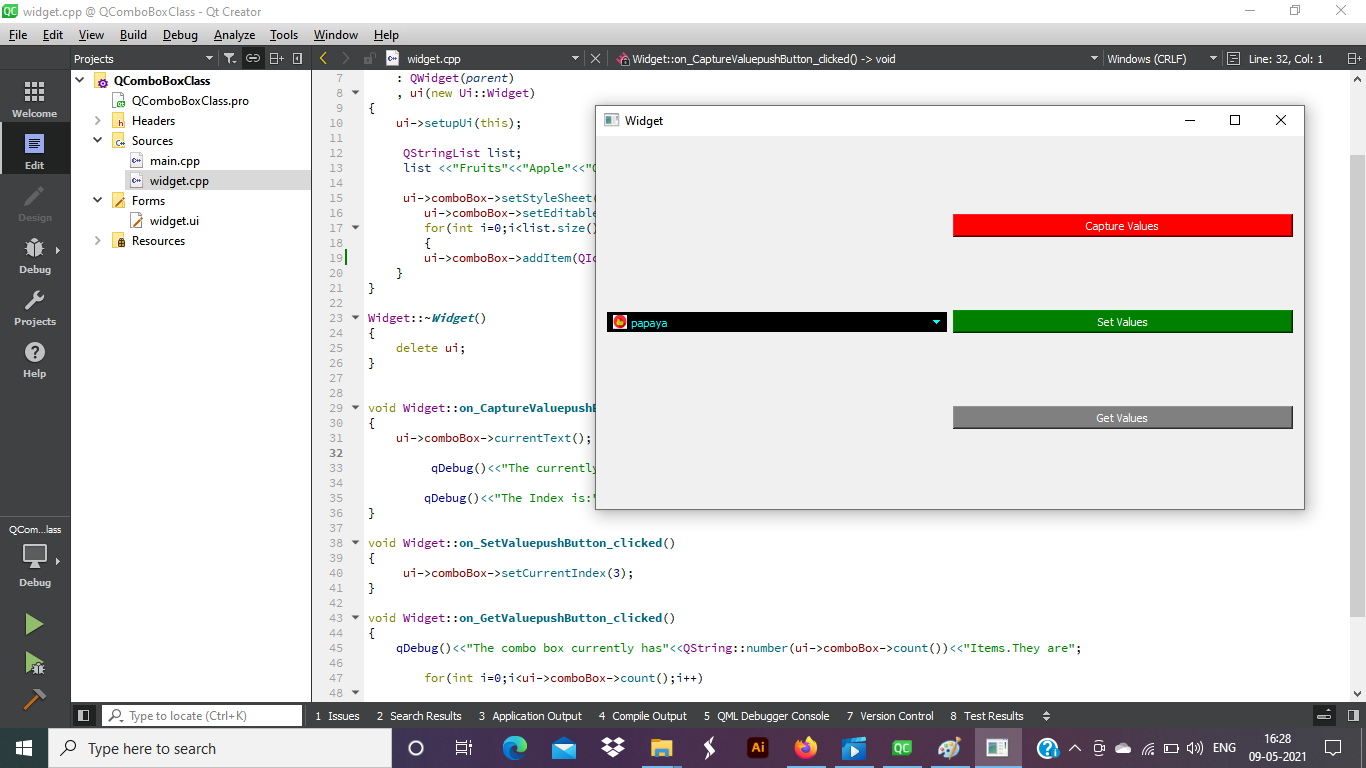 QC widget.cpp @ QComboBoxClass - Qt Creator
File Edit View Build Debug Analyze Tools Window Help
Projects
widget.cpp
Widget::on_CaptureValuepushButton_clicked() -> void
Windows (CRLF)
Line: 32, Col: 1
Welcome
Edit
Design
Debug
Projects
Help
QCom...lass
Debug
QComboBoxClass
QComboBoxClass.pro
Headers
Sources
main.cpp
widget.cpp
Forms
widget.ui
Resources
7 : QWidget(parent)
8 , ui(new Ui::Widget)
9 {
10 ui->setupUi(this);
11
12 QStringList list;
13 list <<"Fruits"<<"Apple"<<"
14
15 ui->comboBox->setStyleSheet(
16 ui->comboBox->setEditable
17 for(int i=0;i<list.size()
18 {
19 ui->comboBox->addItem(QIc
20 }
21 }
22
23 Widget::~Widget()
24 {
25 delete ui;
26 }
27
28
29 void Widget::on_CaptureValuepush
30 {
31 ui->comboBox->currentText();
32
33 qDebug()<<"The currently
34
35 qDebug()<<"The Index is:"
36 }
37
38 void Widget::on_SetValuepushButton_clicked()
39 {
40 ui->comboBox->setCurrentIndex(3);
41 }
42
43 void Widget::on_GetValuepushButton_clicked()
44 {
45 qDebug()<<"The combo box currently has"<<QString::number(ui->comboBox->count())<<"Items.They are";
46
47 for(int i=0;i<ui->comboBox->count();i++)
48
Widget
Capture Values
papaya
Set Values
Get Values
Type to locate (Ctrl+K)
1 Issues 2 Search Results 3 Application Output 4 Compile Output 5 QML Debugger Console 7 Version Control 8 Test Results
Type here to search
Ai
QC
ENG
16:28
09-05-2021